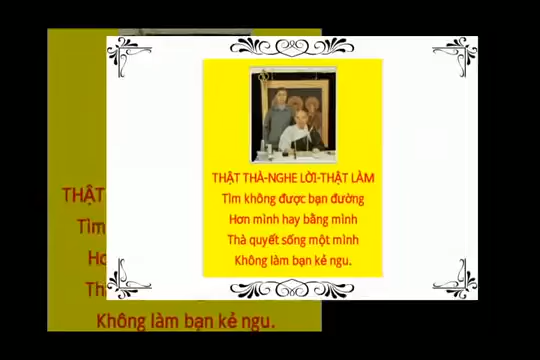 THẬT THÀ-NGHE LỜI-THẬT LÀM
Tìm không được bạn đường
Hơn mình hay bằng mình
Thà quyết sống một mình
Không làm bạn kẻ ngu.
THẬT
Tìm
Hơ
Th
Không làm bạn kẻ ngu.